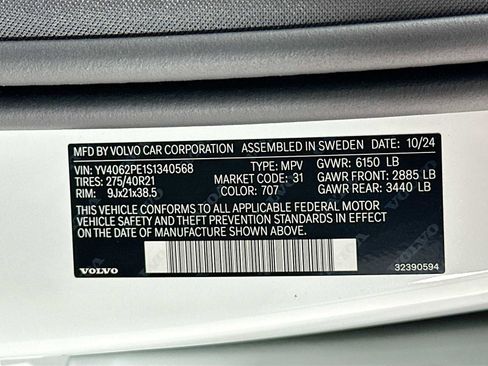 MFD BY VOLVO CAR CORPORATION ASSEMBLED IN SWEDEN DATE: 10/24
VIN: YV4062PE1S1340568 TYPE: MPV GVWR: 6150 LB
TIRES: 275/40R21 MARKET: 31 GAWR FRONT: 2885 LB
RIM: 9Jx21x38.5 COLOR: 707 GAWR REAR: 3440 LB
THIS VEHICLE CONFORMS TO ALL APPLICABLE FEDERAL MOTOR
VEHICLE SAFETY AND THEFT PREVENTION STANDARDS IN EFFECT
ON THE DATE OF MANUFACTURE SHOWN ABOVE.
VOLVO 32390594